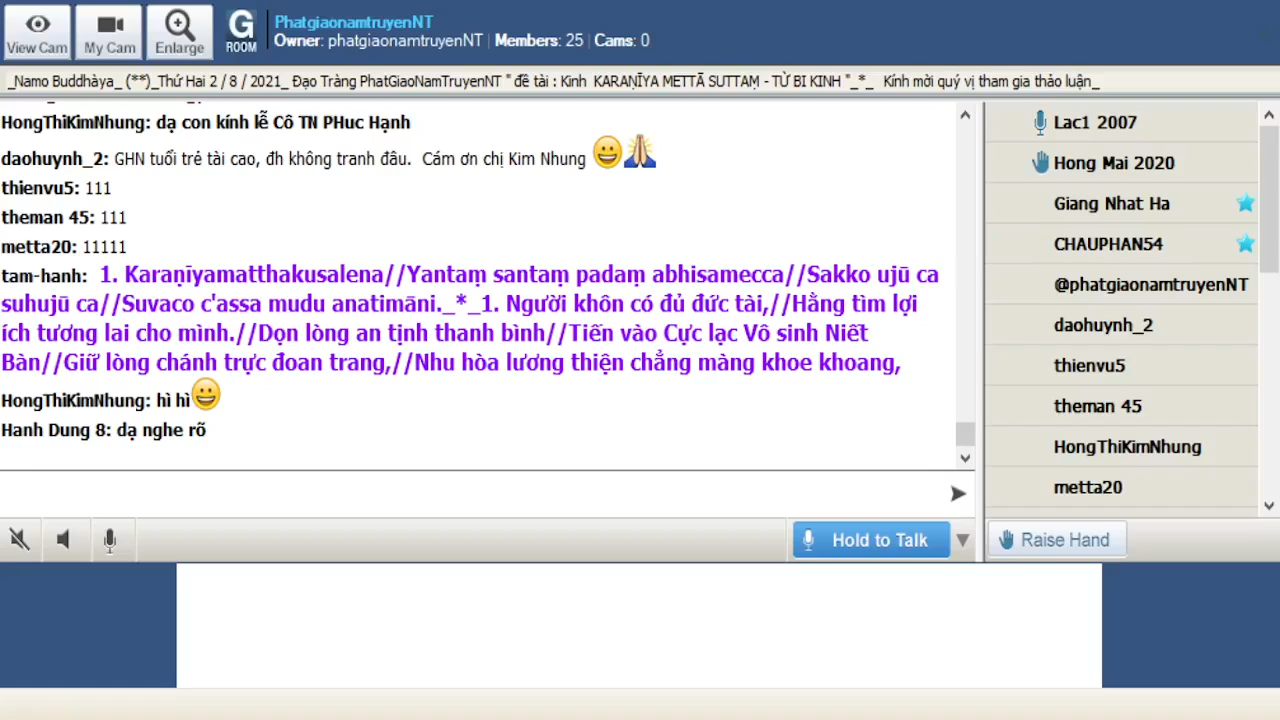 View Cam
My Cam
Enlarge
G
ROOM
PhatgiaonamtruyenNT
Owner: phatgiaonamtruyenNT | Members: 25 | Cams: 0
_Namo Buddhàya_ (**)_Thứ Hai 2 / 8 / 2021_ Đạo Tràng PhatGiaoNamTruyenNT " đề tài : Kinh KARAṆĪYA METTĀ SUTTAṂ - TỪ BI KINH "_*_ Kính mời quý vị tham gia thảo luận_
HongThiKimNhung: dạ con kính lễ Cô TN PHuc Hạnh
daohuynh_2: GHN tuổi trẻ tài cao, đh không tranh đâu. Cám ơn chị Kim Nhung 😀🙏
thienvu5: 111
theman 45: 111
metta20: 11111
tam-hanh: 1. Karaṇīyamatthakusalena//Yantaṃ santaṃ padaṃ abhisamecca//Sakko ujū ca
suhujū ca//Suvaco c'assa mudu anatimāni._*_1. Người khôn có đủ đức tài,//Hằng tìm lợi
ích tương lai cho mình.//Dọn lòng an tịnh thanh bình//Tiến vào Cực lạc Vô sinh Niết
Bàn//Giữ lòng chánh trực đoan trang,//Nhu hòa lương thiện chẳng màng khoe khoang,
HongThiKimNhung: hì hì😀
Hanh Dung 8: dạ nghe rõ
Lac1 2007
Hong Mai 2020
Giang Nhat Ha
CHAUPHAN54
@phatgiaonamtruyenNT
daohuynh_2
thienvu5
theman 45
HongThiKimNhung
metta20
Hold to Talk
Raise Hand